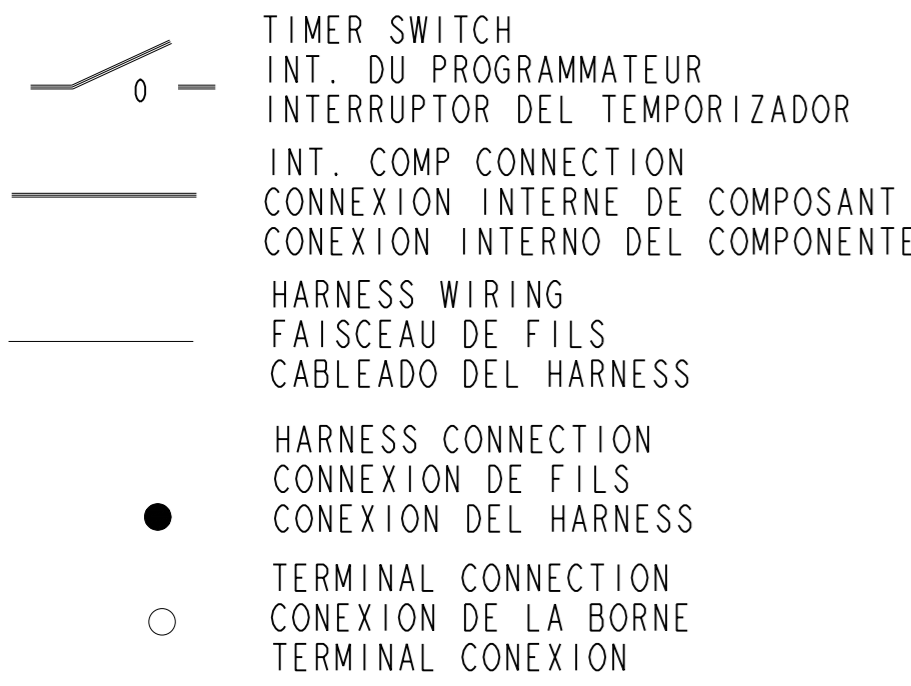 TIMER SWITCH
INT. DU PROGRAMMATEUR
0
INTERRUPTOR DEL TEMPORIZADOR
INT. COMP CONNECTION
CONNEXION INTERNE DE COMPOSANT
CONEXION INTERNO DEL COMPONENTE
HARNESS WIRING
FAISCEAU DE FILS
CABLEADO DEL HARNESS
HARNESS CONNECTION
CONNEXION DE FILS
CONEXION DEL HARNESS
TERMINAL CONNECTION
CONEXION DE LA BORNE
TERMINAL CONEXION